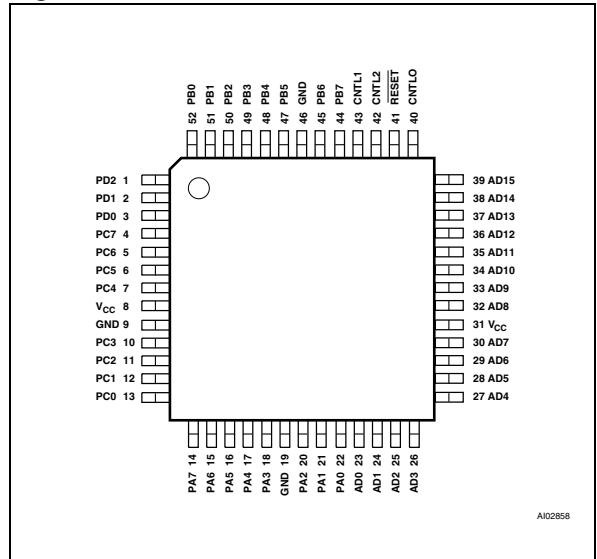 52 PB0
51 PB1
50 PB2
49 PB3
48 PB4
47 PB5
46 GND
45 PB6
44 PB7
43 CNTL1
42 CNTL2
41 RESET
40 CNTL0
PD2 1
PD1 2
PD0 3
PC7 4
PC6 5
PC5 6
PC4 7
VCC 8
GND 9
PC3 10
PC2 11
PC1 12
PC0 13
39 AD15
38 AD14
37 AD13
36 AD12
35 AD11
34 AD10
33 AD9
32 AD8
31 VCC
30 AD7
29 AD6
28 AD5
27 AD4
PA7 14
PA6 15
PA5 16
PA4 17
PA3 18
GND 19
PA2 20
PA1 21
PA0 22
AD0 23
AD1 24
AD2 25
AD3 26
AI02858